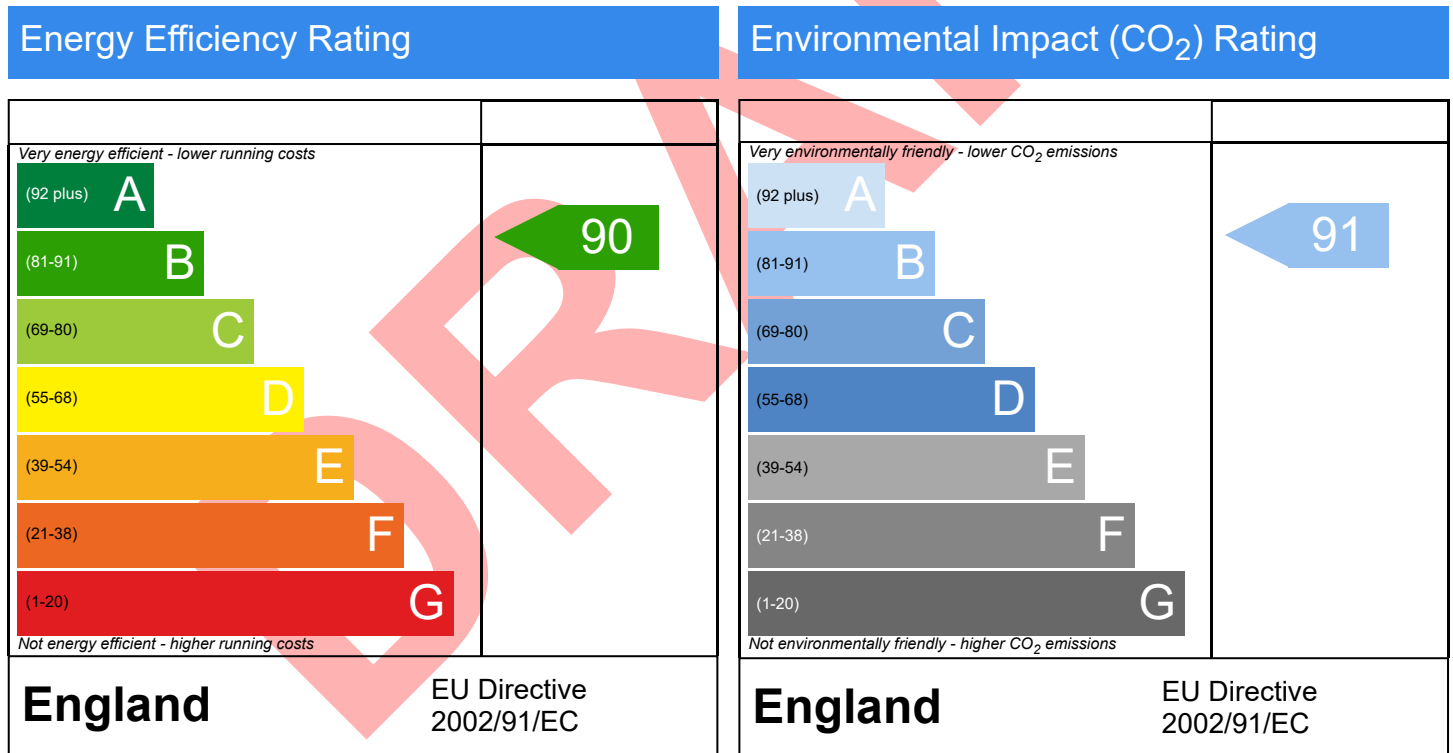 Energy Efficiency Rating
Very energy efficient - lower running costs
(92 plus) A
(81-91) B
90
(69-80) C
(55-68) D
(39-54) E
(21-38) F
(1-20) G
Not energy efficient - higher running costs
England
EU Directive
2002/91/EC
Environmental Impact (CO₂) Rating
Very environmentally friendly - lower CO₂ emissions
(92 plus) A
(81-91) B
91
(69-80) C
(55-68) D
(39-54) E
(21-38) F
(1-20) G
Not environmentally friendly - higher CO₂ emissions
England
EU Directive
2002/91/EC